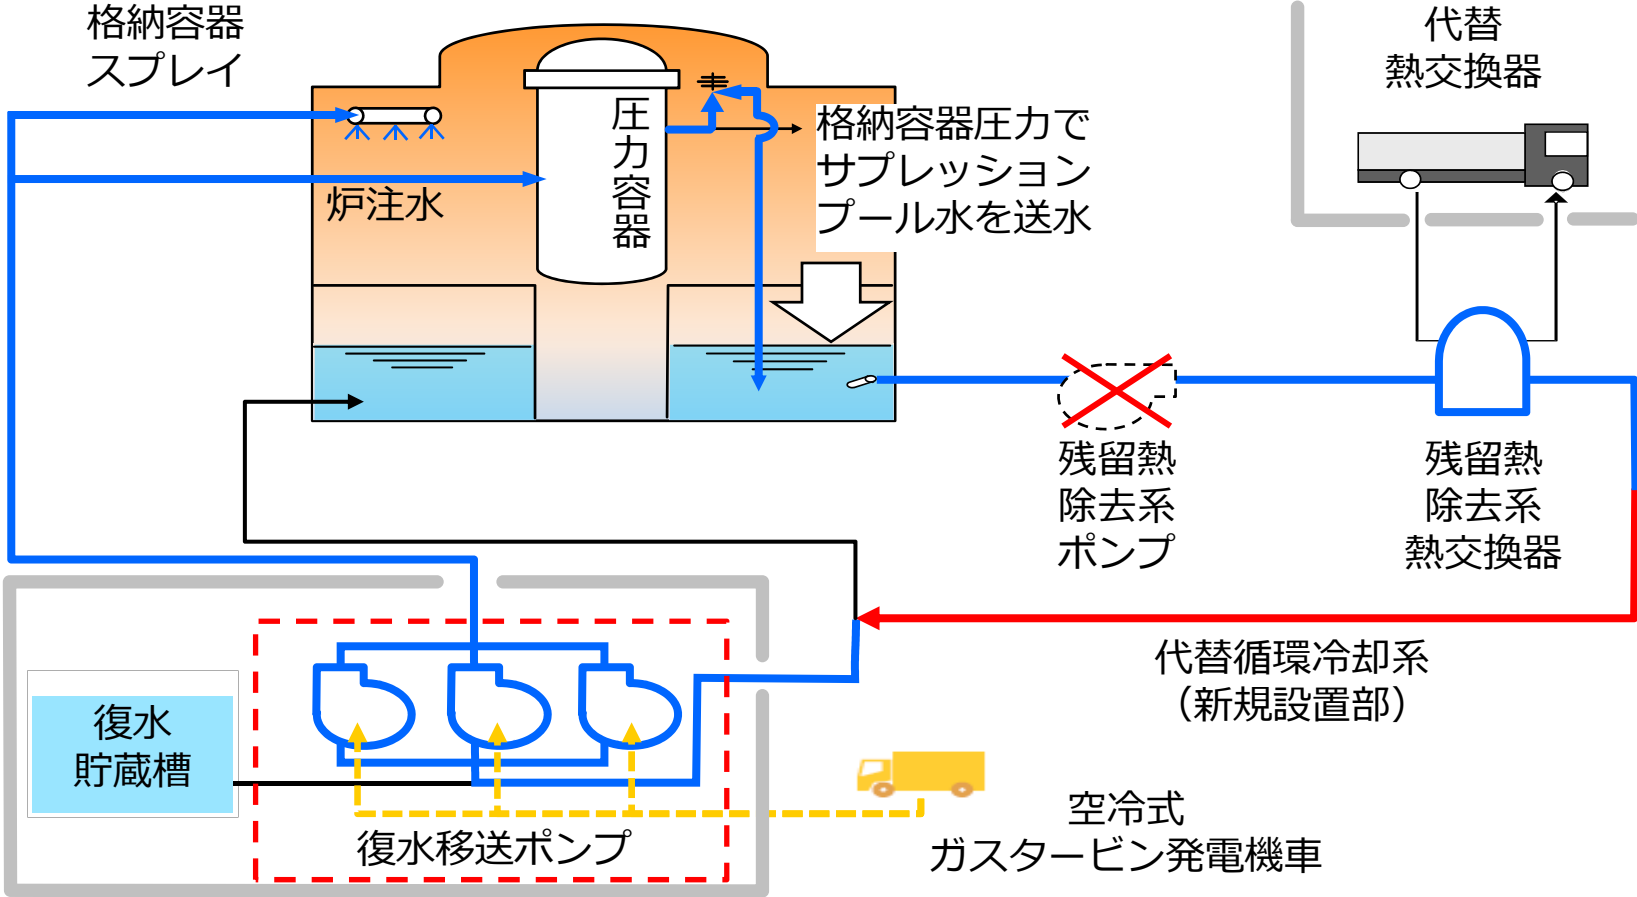 格納容器
スプレイ
代替
熱交換器
圧力容器
格納容器圧力で
サプレッション
プール水を送水
炉注水
残留熱
除去系
ポンプ
残留熱
除去系
熱交換器
代替循環冷却系
（新規設置部）
復水
貯蔵槽
復水移送ポンプ
空冷式
ガスタービン発電機車